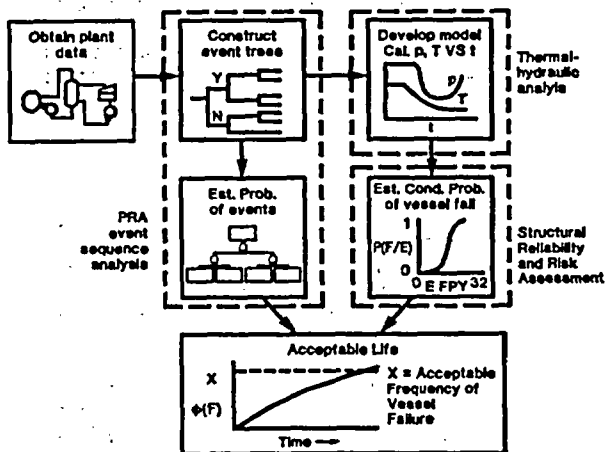 Obtain plant
data
Construct
event trees
Y
N
Develop model
Cal. p, T VS t
p
T
t
Thermal-
hydraulic
analyis
Est. Prob.
of events
PRA
event
sequence
analysis
Est. Cond. Prob.
of vessel fail
1
P(F/E)
0
0 E FPY 32
Structural
Reliability
and Risk
Assessment
Acceptable Life
X
ϕ(F)
Time →
X = Acceptable
Frequency of
Vessel
Failure